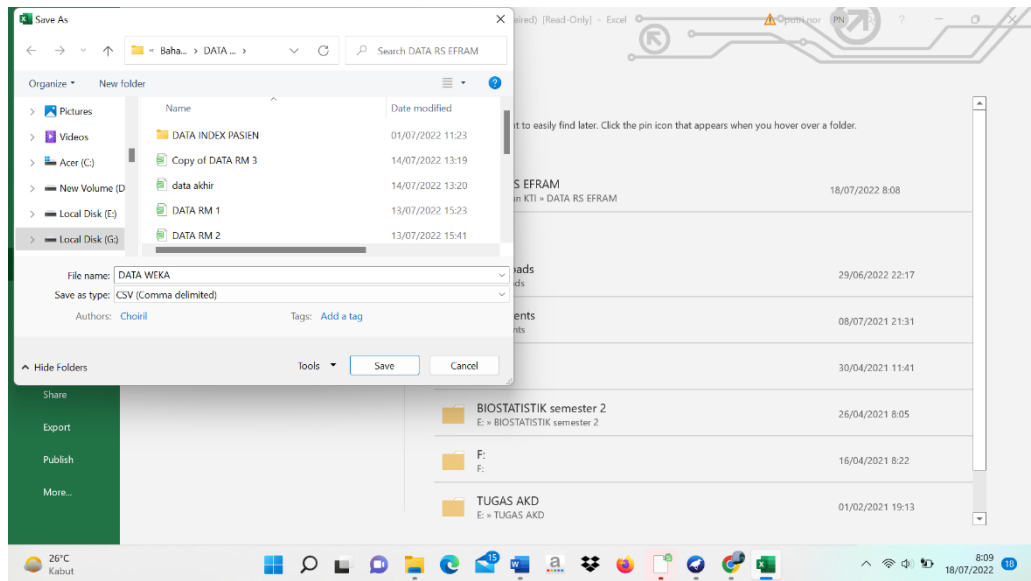 Save As
aired) [Read-Only] - Excel
putri nor
PN
?
« Baha... › DATA ... ›
Search DATA RS EFRAM
Organize
New folder
Name
Date modified
Pictures
Videos
Acer (C:)
New Volume (D
Local Disk (E:)
Local Disk (G:)
DATA INDEX PASIEN
01/07/2022 11:23
Copy of DATA RM 3
14/07/2022 13:19
data akhir
14/07/2022 13:20
DATA RM 1
13/07/2022 15:23
DATA RM 2
13/07/2022 15:41
File name: DATA WEKA
Save as type: CSV (Comma delimited)
Authors: Choiril
Tags: Add a tag
Hide Folders
Tools
Save
Cancel
t to easily find later. Click the pin icon that appears when you hover over a folder.
S EFRAM
n KTI » DATA RS EFRAM
18/07/2022 8:08
oads
ds
29/06/2022 22:17
ents
nts
08/07/2021 21:31
30/04/2021 11:41
BIOSTATISTIK semester 2
E: » BIOSTATISTIK semester 2
26/04/2021 8:05
F:
F:
16/04/2021 8:22
TUGAS AKD
E: » TUGAS AKD
01/02/2021 19:13
Share
Export
Publish
More...
26°C
Kabut
15
a
8:09
18/07/2022
18